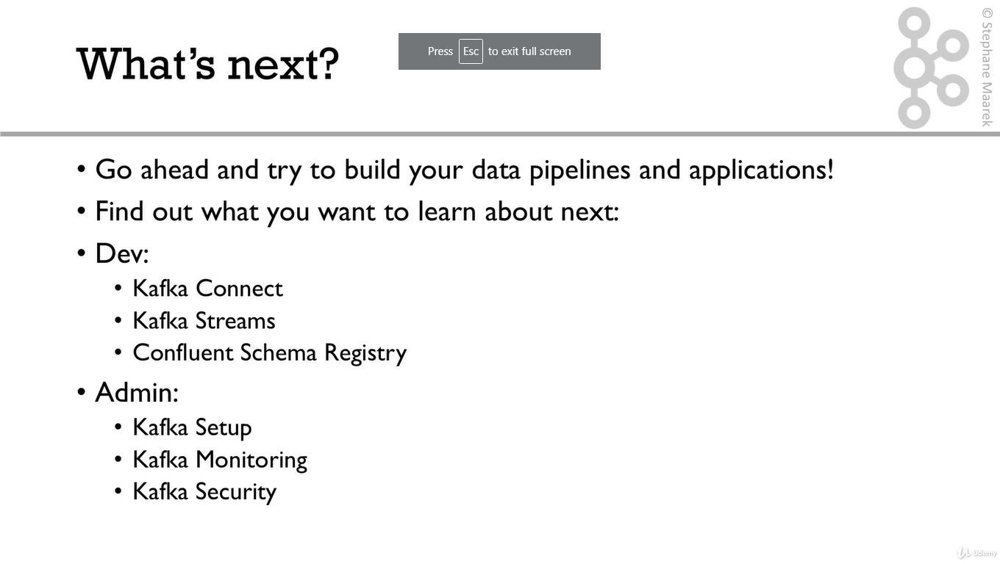 What's next?
Press Esc to exit full screen
© Stephane Maarek
• Go ahead and try to build your data pipelines and applications!
• Find out what you want to learn about next:
• Dev:
• Kafka Connect
• Kafka Streams
• Confluent Schema Registry
• Admin:
• Kafka Setup
• Kafka Monitoring
• Kafka Security
Udemy